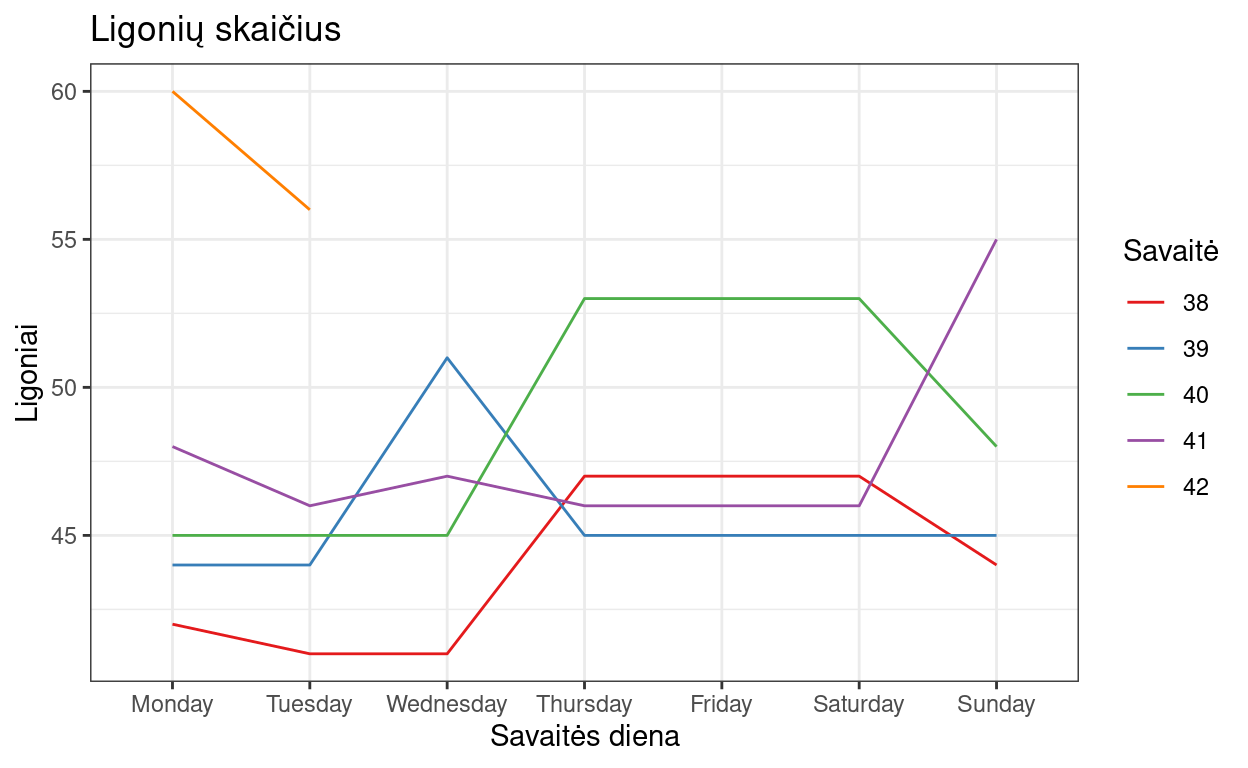 Ligonių skaičius
60
55
50
45
Ligoniai
Monday Tuesday Wednesday Thursday Friday Saturday Sunday
Savaitės diena
Savaitė
38
39
40
41
42